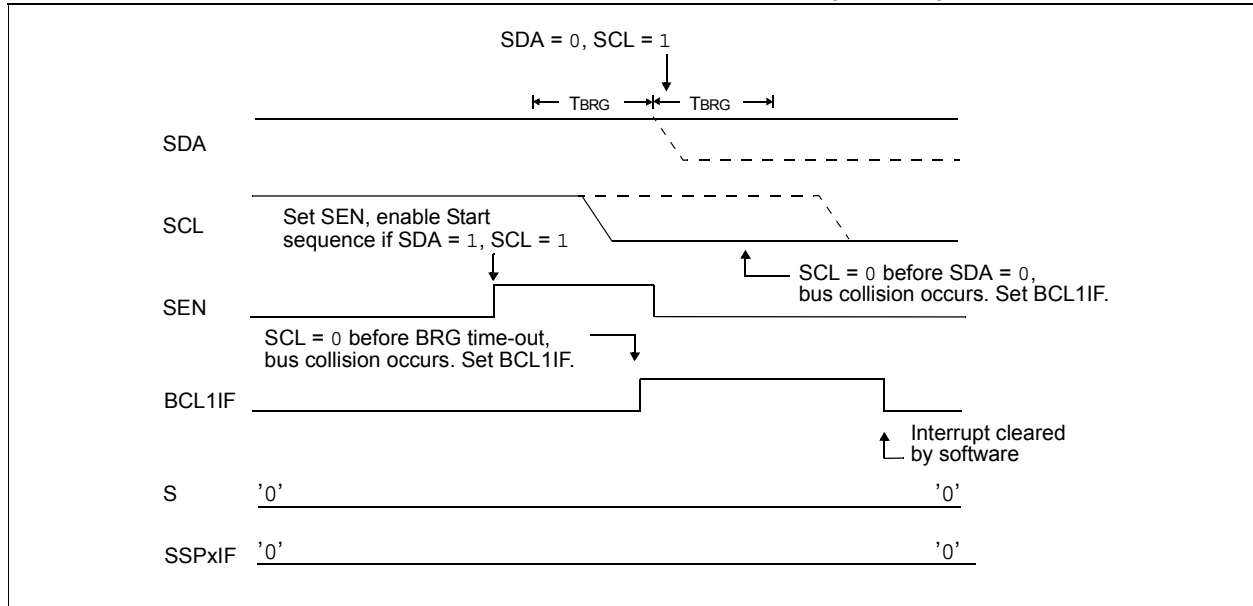 SDA = 0, SCL = 1
TBRG TBRG
SDA
SCL
Set SEN, enable Start
sequence if SDA = 1, SCL = 1
SCL = 0 before SDA = 0,
bus collision occurs. Set BCL1IF.
SEN
SCL = 0 before BRG time-out,
bus collision occurs. Set BCL1IF.
BCL1IF
Interrupt cleared
by software
S '0' '0'
SSPxIF '0' '0'